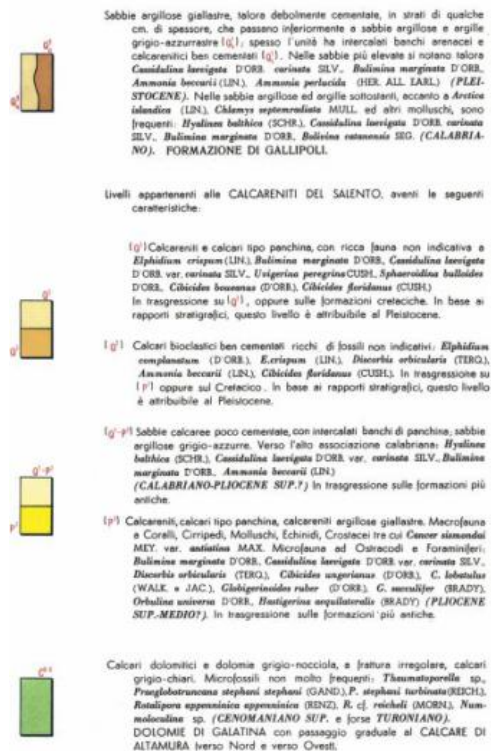 Sabbie argillose giallastre, talora debolmente cementate, in strati di qualche
cm. di spessore, che passano inferiormente a sabbie argillose e argille
grigio-azzurrastre (q¹s); spesso l'unità ha intercalati banchi arenacei e
calcarenitici ben cementati (q¹c). Nelle sabbie più elevate si notano talora
Cassidulina laevigata D'ORB. carinata SILV., Bulimina marginata D'ORB.,
Ammonia beccarii (LIN.), Ammonia perlucida (HER. ALL. EARL.) (PLEI-
STOCENE). Nelle sabbie argillose ed argille sottostanti, accanto a Arctica
islandica (LIN.), Chlamys septemradiata MULL. ed altri molluschi, sono
frequenti: Hyalinea balthica (SCHR.), Cassidulina laevigata D'ORB. carinata
SILV., Bulimina marginata D'ORB., Bolivina catanensis SEG. (CALABRIA-
NO). FORMAZIONE DI GALLIPOLI.
Livelli appartenenti alle CALCARENITI DEL SALENTO, aventi le seguenti
caratteristiche:
(q³) Calcareniti e calcari tipo panchina, con ricca fauna non indicativa a
Elphidium crispum (LIN.), Bulimina marginata D'ORB., Cassidulina laevigata
D'ORB. var. carinata SILV., Uvigerina peregrina CUSH., Sphaeroidina bulloides
D'ORB., Cibicides boueanus (D'ORB.), Cibicides floridanus (CUSH.)
In trasgressione su (q²), oppure sulle formazioni cretaciche. In base ai
rapporti stratigrafici, questo livello è attribuibile al Pleistocene.
q³
q²
(q²) Calcari bioclastici ben cementati ricchi di fossili non indicativi: Elphidium
complanatum (D'ORB.), E. crispum (LIN.), Discorbis orbicularis (TERQ.),
Ammonia beccarii (LIN.), Cibicides floridanus (CUSH.). In trasgressione su
(P³) oppure sul Cretacico. In base ai rapporti stratigrafici, questo livello
è attribuibile al Pleistocene.
(q¹-P³) Sabbie calcaree poco cementate, con intercalati banchi di panchina; sabbie
argillose grigio-azzurre. Verso l'alto associazione calabriana: Hyalinea
balthica (SCHR.), Cassidulina laevigata D'ORB. var. carinata SILV., Bulimina
marginata D'ORB., Ammonia beccarii (LIN.)
(CALABRIANO-PLIOCENE SUP.?) In trasgressione sulle formazioni più
antiche.
q¹-P³
P³
(P³) Calcareniti, calcari tipo panchina, calcareniti argillose giallastre. Macrofauna
a Coralli, Cirripedi, Molluschi, Echinidi, Crostacei tra cui Cancer sismondai
MEY. var. antiatina MAX. Microfauna ad Ostracodi e Foraminiferi:
Bulimina marginata D'ORB., Cassidulina laevigata D'ORB. var. carinata SILV.,
Discorbis orbicularis (TERQ.), Cibicides ungerianus (D'ORB.), C. lobatulus
(WALK. e JAC.), Globigerinoides ruber (D'ORB.), G. sacculifer (BRADY),
Orbulina universa D'ORB., Hastigerina aequilateralis (BRADY) (PLIOCENE
SUP.-MEDIO?). In trasgressione sulle formazioni più antiche.
Calcari dolomitici e dolomie grigio-nocciola, a frattura irregolare, calcari
grigio-chiari. Microfossili non molto frequenti: Thaumatoporella sp.,
Praeglobotruncana stephani stephani (GAND.), P. stephani turbinata (REICH.),
Rotalipora appenninica appenninica (RENZ), R. cf. reicheli (MORN.), Num-
moloculina sp. (CENOMANIANO SUP. e forse TURONIANO).
DOLOMIE DI GALATINA con passaggio graduale al CALCARE DI
ALTAMURA (verso Nord e verso Ovest).